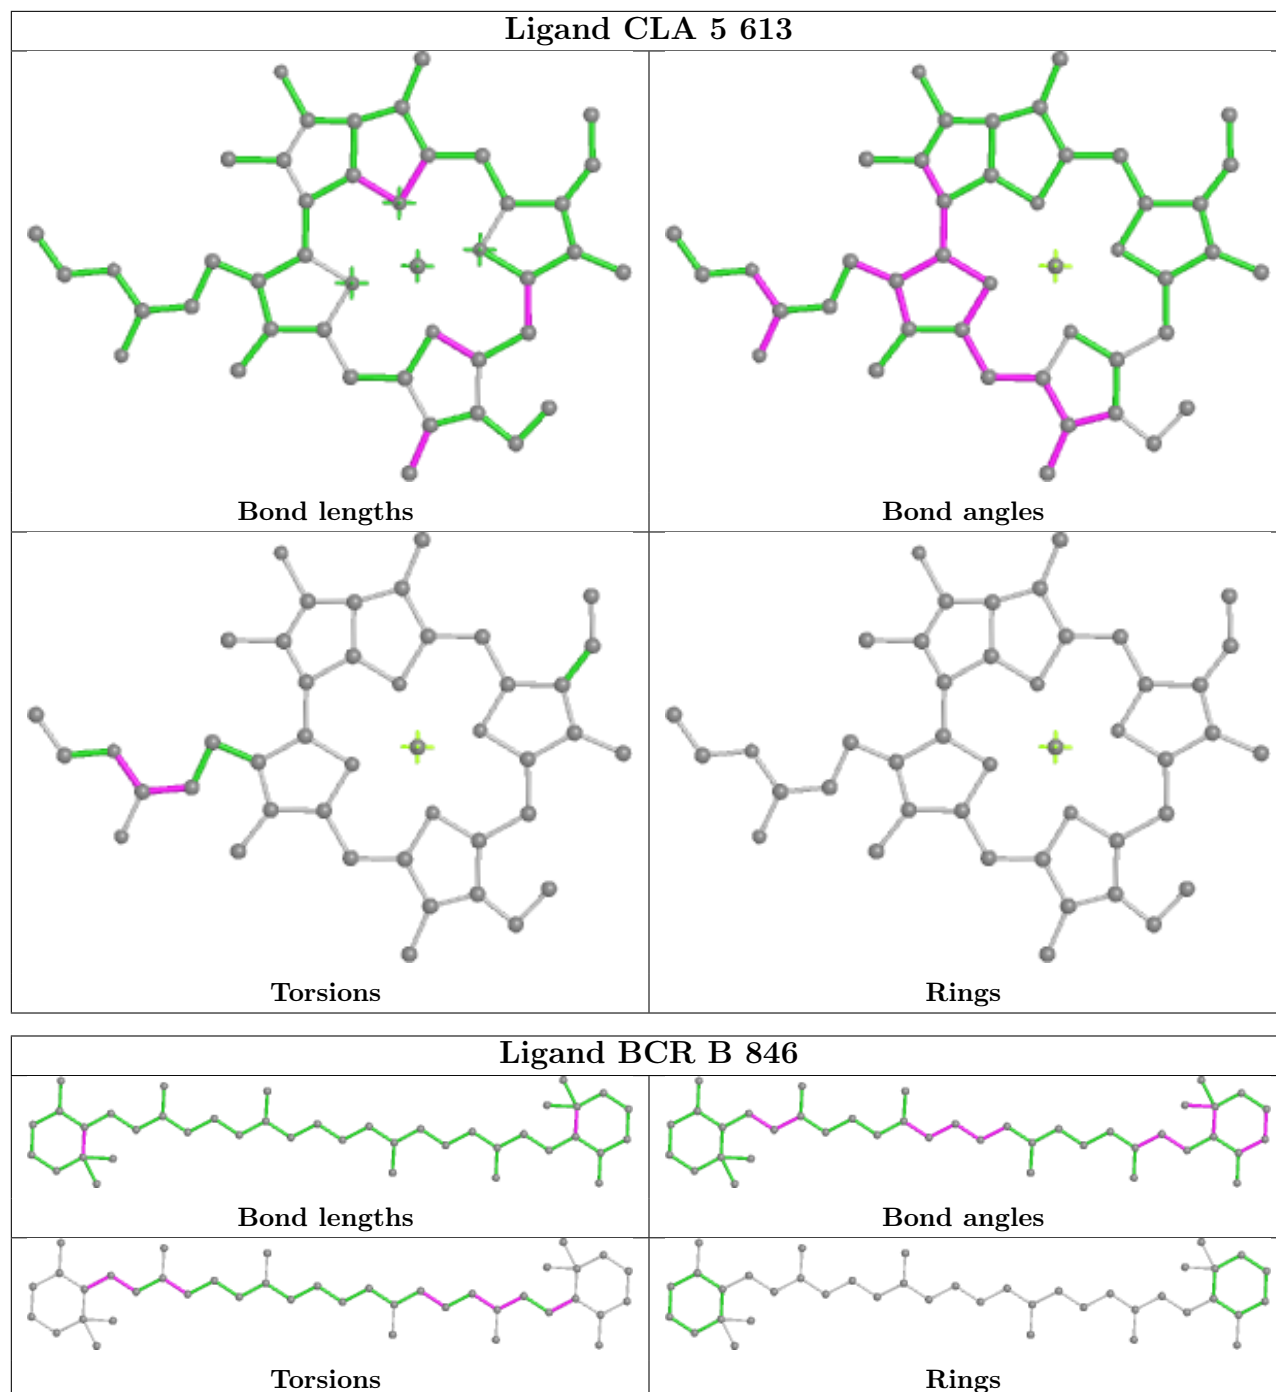 Ligand CLA 5 613
Bond lengths
Bond angles
Torsions
Rings
Ligand BCR B 846
Bond lengths
Bond angles
Torsions
Rings